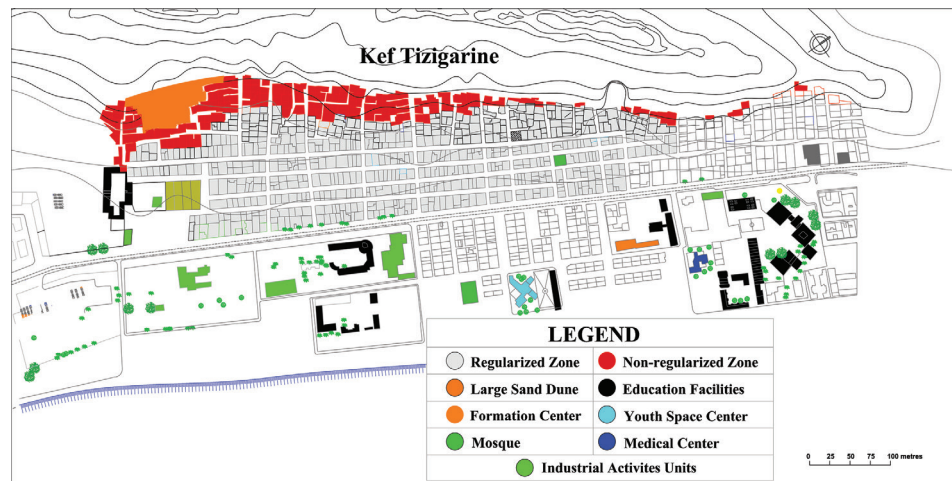 Kef Tizigarine
LEGEND
Regularized Zone
Non-regularized Zone
Large Sand Dune
Education Facilities
Formation Center
Youth Space Center
Mosque
Medical Center
Industrial Activites Units
0 25 50 75 100 metres